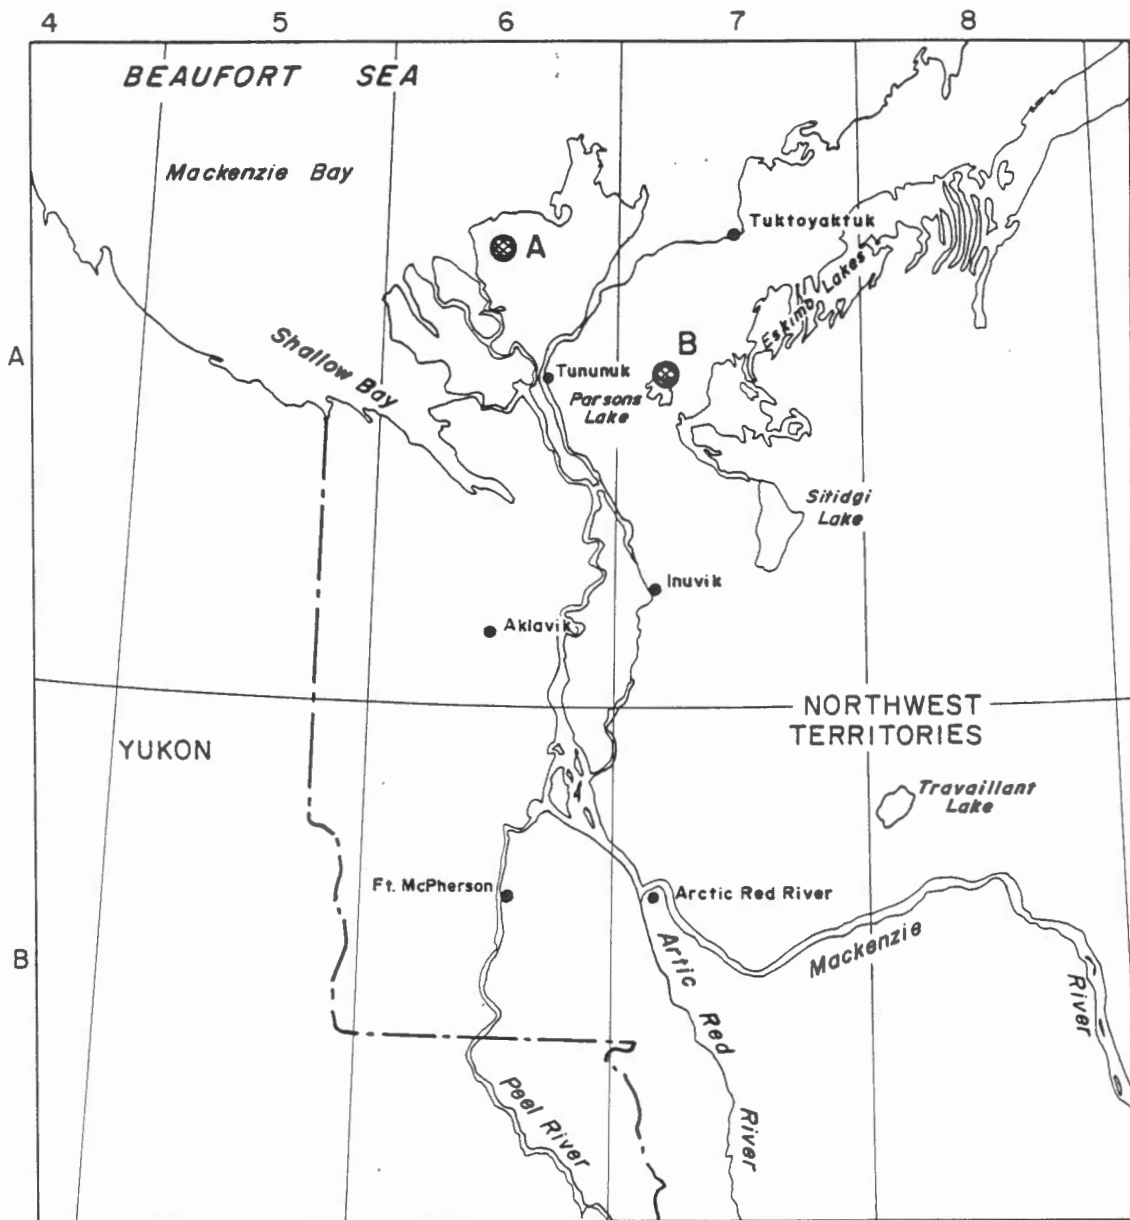 4 5 6 7 8
BEAUFORT SEA
Mackenzie Bay
Tuktoyaktuk
A
Eskimo Lakes
B
A
Shallow Bay
Tununuk
Parsons
Lake
Sitidgi
Lake
Inuvik
Aklavik
NORTHWEST
TERRITORIES
YUKON
Travaillant
Lake
Ft. McPherson
Arctic Red River
B
Mackenzie River
Artic Red River
Peel River